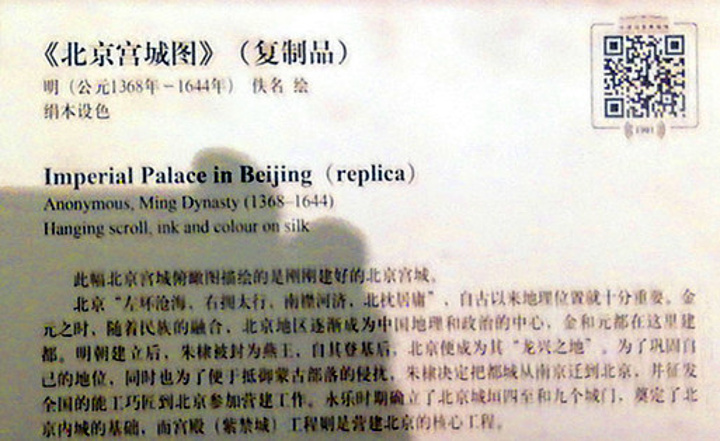 《北京宫城图》（复制品）
明（公元1368年－1644年） 佚名 绘
绢本设色
Imperial Palace in Beijing（replica）
Anonymous, Ming Dynasty (1368-1644)
Hanging scroll, ink and colour on silk
此幅北京宫城俯瞰图描绘的是刚刚建好的北京宫城。
北京“左环沧海，右拥太行，南襟河济，北枕居庸”，自古以来地理位置就十分重要。金
元之时，随着民族的融合，北京地区逐渐成为中国地理和政治的中心，金和元都在这里建
都。明朝建立后，朱棣被封为燕王，自其登基后，北京便成为其“龙兴之地”。为了巩固自
己的地位，同时也为了便于抵御蒙古部落的侵扰，朱棣决定把都城从南京迁到北京，并征发
全国的能工巧匠到北京参加营建工作。永乐时期确立了北京城垣四至和九个城门，奠定了北
京内城的基础，而宫殿（紫禁城）工程则是营建北京的核心工程。